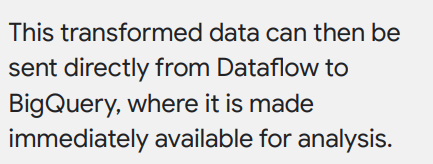 This transformed data can then be
sent directly from Dataflow to
BigQuery, where it is made
immediately available for analysis.